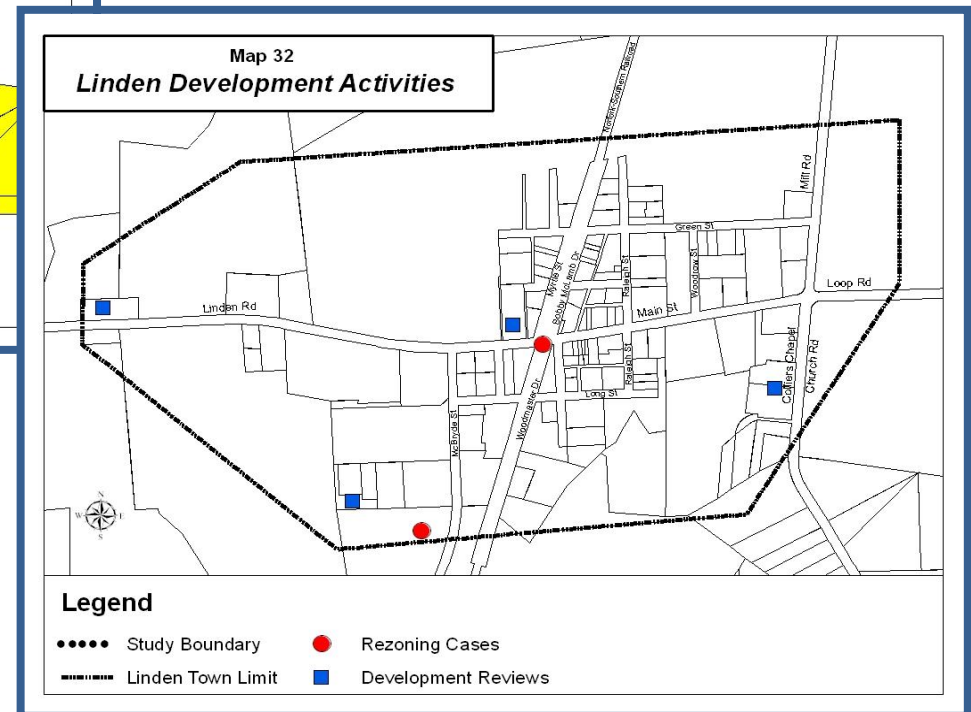 Map 32
Linden Development Activities
Norfolk-Southern Railroad
Mill Rd
Green St
Myrtle St
Bobby McLamb Dr
Raleigh St
Woodrow St
Loop Rd
Linden Rd
Main St
Raleigh St
Colliers Chapel
Church Rd
Long St
Woodmaster Dr
McBryde St
N
W E
S
Legend
Study Boundary
Rezoning Cases
Linden Town Limit
Development Reviews